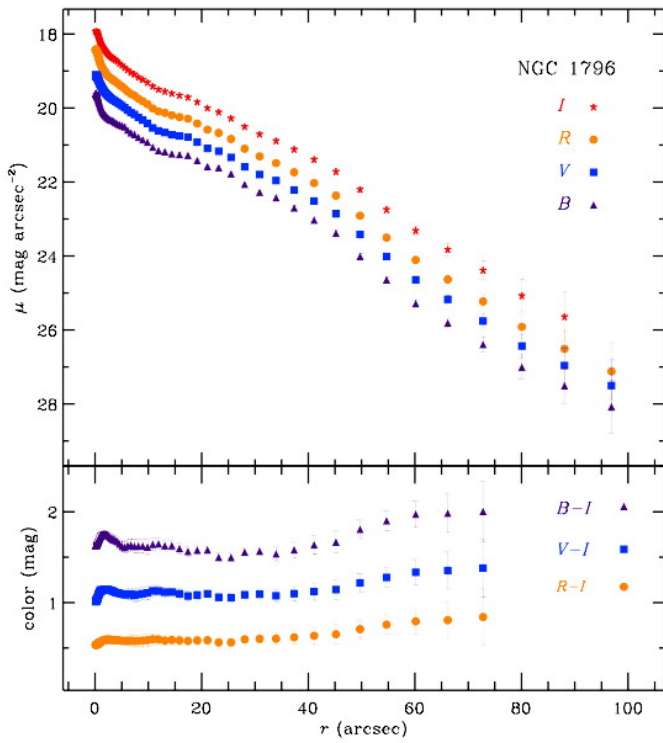 NGC 1796
I
R
V
B
18
20
22
24
26
28
μ (mag arcsec⁻²)
B-I
V-I
R-I
2
1
color (mag)
0
20
40
60
80
100
r (arcsec)